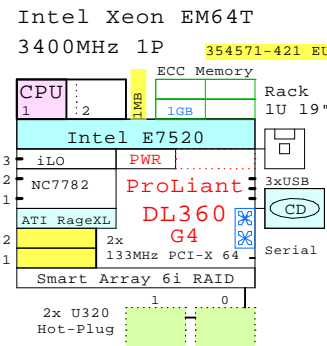 Intel Xeon EM64T
3400MHz 1P
354571-421 EU
ECC Memory
CPU
1
2
1MB
1GB
Rack
1U 19"
Intel E7520
3
iLO
PWR
2
NC7782
1
ProLiant
3xUSB
ATI RageXL
DL360
CD
G4
2
2x
1
133MHz PCI-X 64
Serial
Smart Array 6i RAID
1
0
2x U320
Hot-Plug